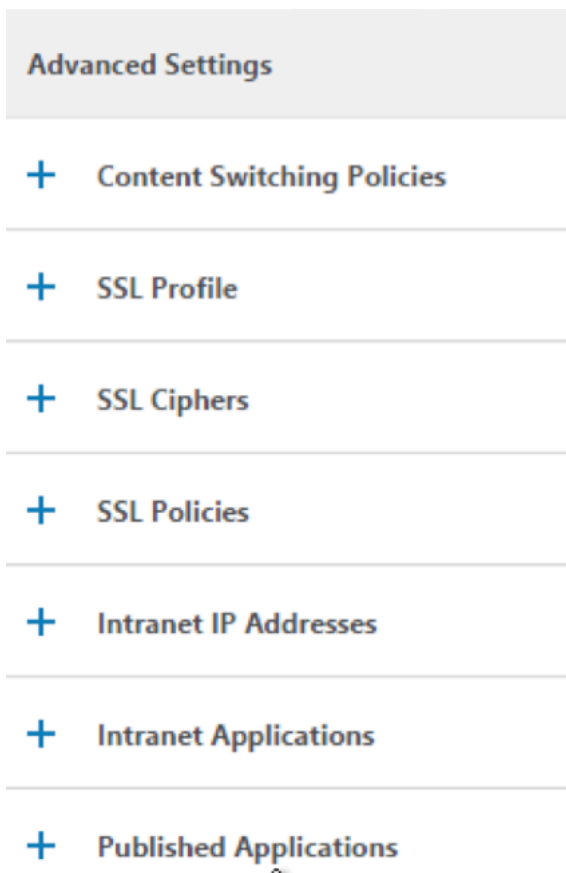 Advanced Settings
+ Content Switching Policies
+ SSL Profile
+ SSL Ciphers
+ SSL Policies
+ Intranet IP Addresses
+ Intranet Applications
+ Published Applications